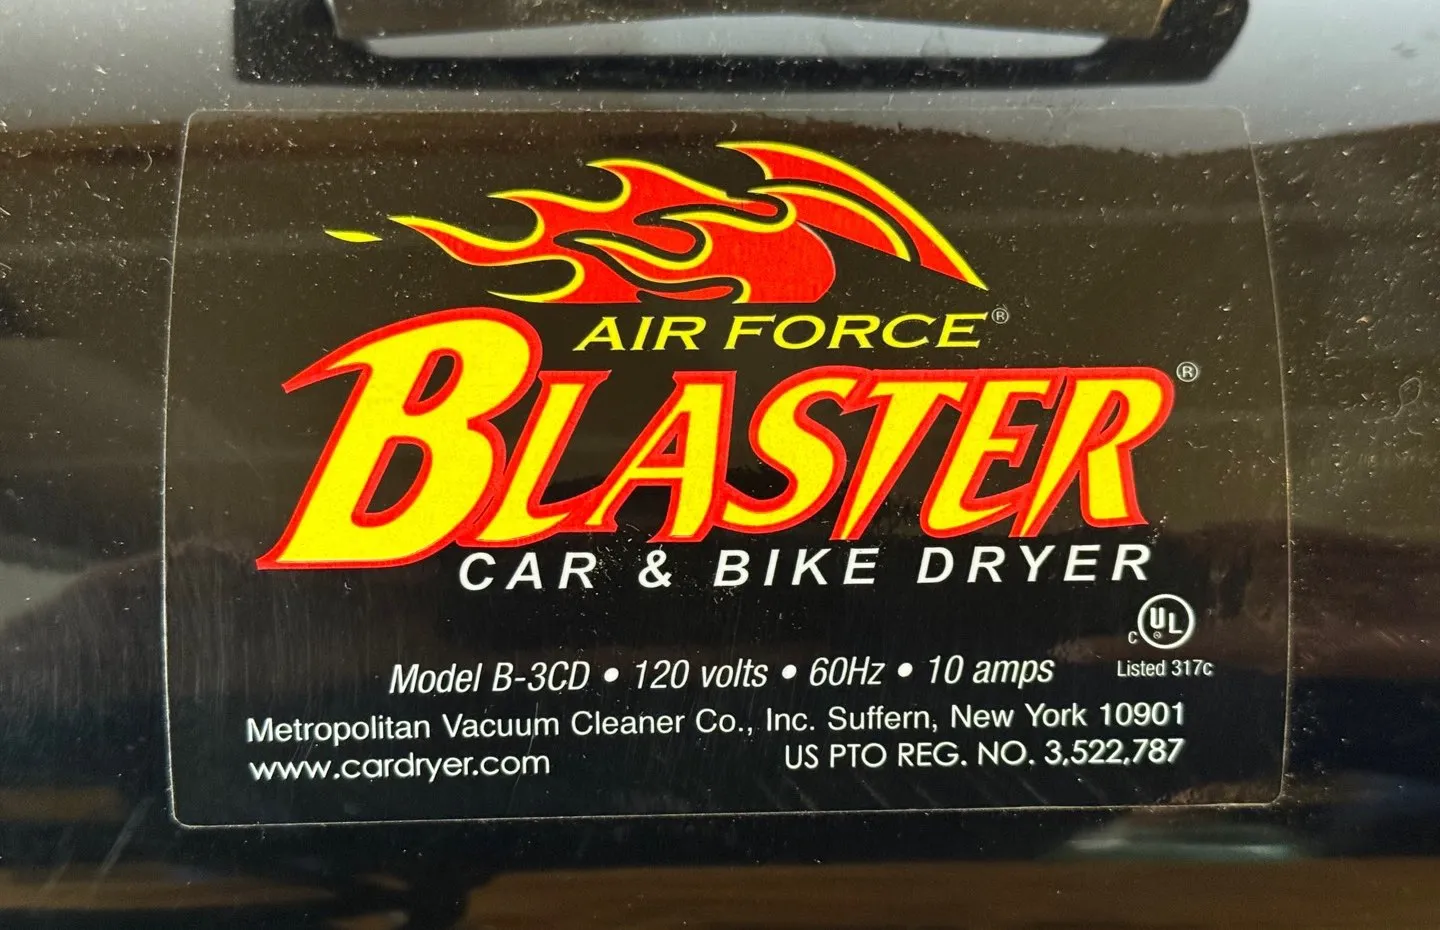 AIR FORCE®
BLASTER®
CAR & BIKE DRYER
c UL ®
Model B-3CD • 120 volts • 60Hz • 10 amps
Listed 317c
Metropolitan Vacuum Cleaner Co., Inc. Suffern, New York 10901
www.cardryer.com
US PTO REG. NO. 3,522,787